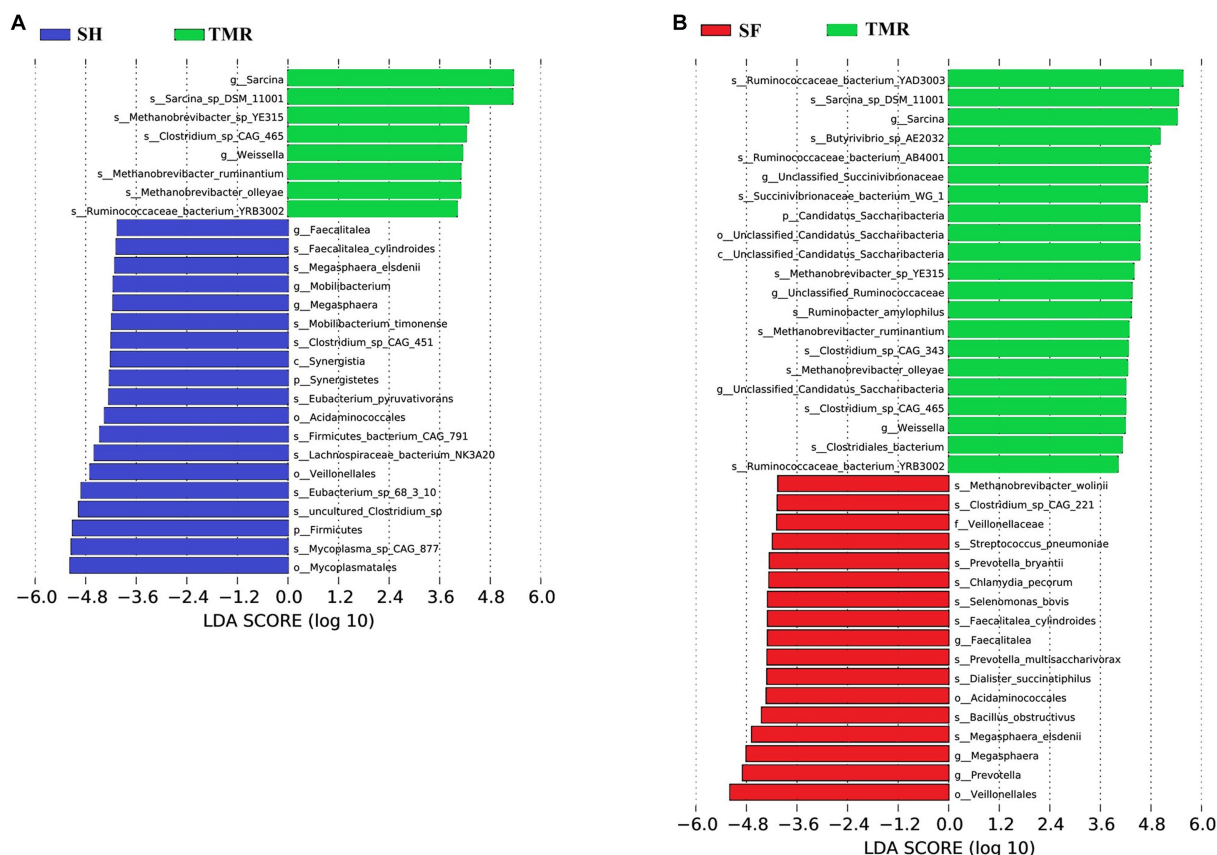 A
SH
TMR
g__Sarcina
s__Sarcina_sp_DSM_11001
s__Methanobrevibacter_sp_YE315
s__Clostridium_sp_CAG_465
g__Weissella
s__Methanobrevibacter_ruminantium
s__Methanobrevibacter_olleyae
s__Ruminococcaceae_bacterium_YRB3002
g__Faecalitalea
s__Faecalitalea_cylindroides
s__Megasphaera_elsdenii
g__Mobilibacterium
g__Megasphaera
s__Mobilibacterium_timonense
s__Clostridium_sp_CAG_451
c__Synergistia
p__Synergistetes
s__Eubacterium_pyruvativorans
o__Acidaminococcales
s__Firmicutes_bacterium_CAG_791
s__Lachnospiraceae_bacterium_NK3A20
o__Veillonellales
s__Eubacterium_sp_68_3_10
s__uncultured_Clostridium_sp
p__Firmicutes
s__Mycoplasma_sp_CAG_877
o__Mycoplasmatales
−6.0 −4.8 −3.6 −2.4 −1.2 0.0 1.2 2.4 3.6 4.8 6.0
LDA SCORE (log 10)
B
SF
TMR
s__Ruminococcaceae_bacterium_YAD3003
s__Sarcina_sp_DSM_11001
g__Sarcina
s__Butyrivibrio_sp_AE2032
s__Ruminococcaceae_bacterium_AB4001
g__Unclassified_Succinivibrionaceae
s__Succinivibrionaceae_bacterium_WG_1
p__Candidatus_Saccharibacteria
o__Unclassified_Candidatus_Saccharibacteria
c__Unclassified_Candidatus_Saccharibacteria
s__Methanobrevibacter_sp_YE315
g__Unclassified_Ruminococcaceae
s__Ruminobacter_amylophilus
s__Methanobrevibacter_ruminantium
s__Clostridium_sp_CAG_343
s__Methanobrevibacter_olleyae
g__Unclassified_Candidatus_Saccharibacteria
s__Clostridium_sp_CAG_465
g__Weissella
s__Clostridiales_bacterium
s__Ruminococcaceae_bacterium_YRB3002
s__Methanobrevibacter_wolinii
s__Clostridium_sp_CAG_221
f__Veillonellaceae
s__Streptococcus_pneumoniae
s__Prevotella_bryantii
s__Chlamydia_pecorum
s__Selenomonas_bovis
s__Faecalitalea_cylindroides
g__Faecalitalea
s__Prevotella_multisaccharivorax
s__Dialister_succinatiphilus
o__Acidaminococcales
s__Bacillus_obstructivus
s__Megasphaera_elsdenii
g__Megasphaera
g__Prevotella
o__Veillonellales
−6.0 −4.8 −3.6 −2.4 −1.2 0.0 1.2 2.4 3.6 4.8 6.0
LDA SCORE (log 10)